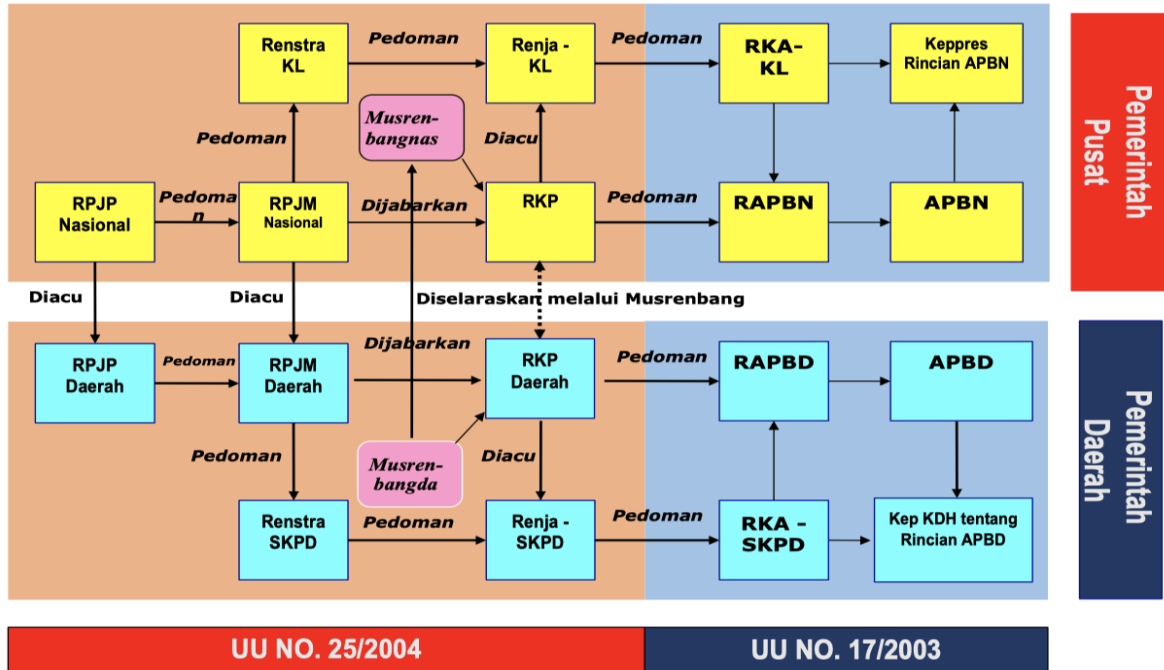 Renstra
KL
Pedoman
Renja -
KL
Pedoman
RKA-
KL
Keppres
Rincian APBN
Pedoman
Musren-
bangnas
Diacu
RPJP
Nasional
Pedoma
n
RPJM
Nasional
Dijabarkan
RKP
Pedoman
RAPBN
APBN
Pemerintah
Pusat
Diacu
Diacu
Diselaraskan melalui Musrenbang
RPJP
Daerah
Pedoman
RPJM
Daerah
Dijabarkan
RKP
Daerah
Pedoman
RAPBD
APBD
Pedoman
Musren-
bangda
Diacu
Renstra
SKPD
Pedoman
Renja -
SKPD
Pedoman
RKA -
SKPD
Kep KDH tentang
Rincian APBD
Pemerintah
Daerah
UU NO. 25/2004
UU NO. 17/2003